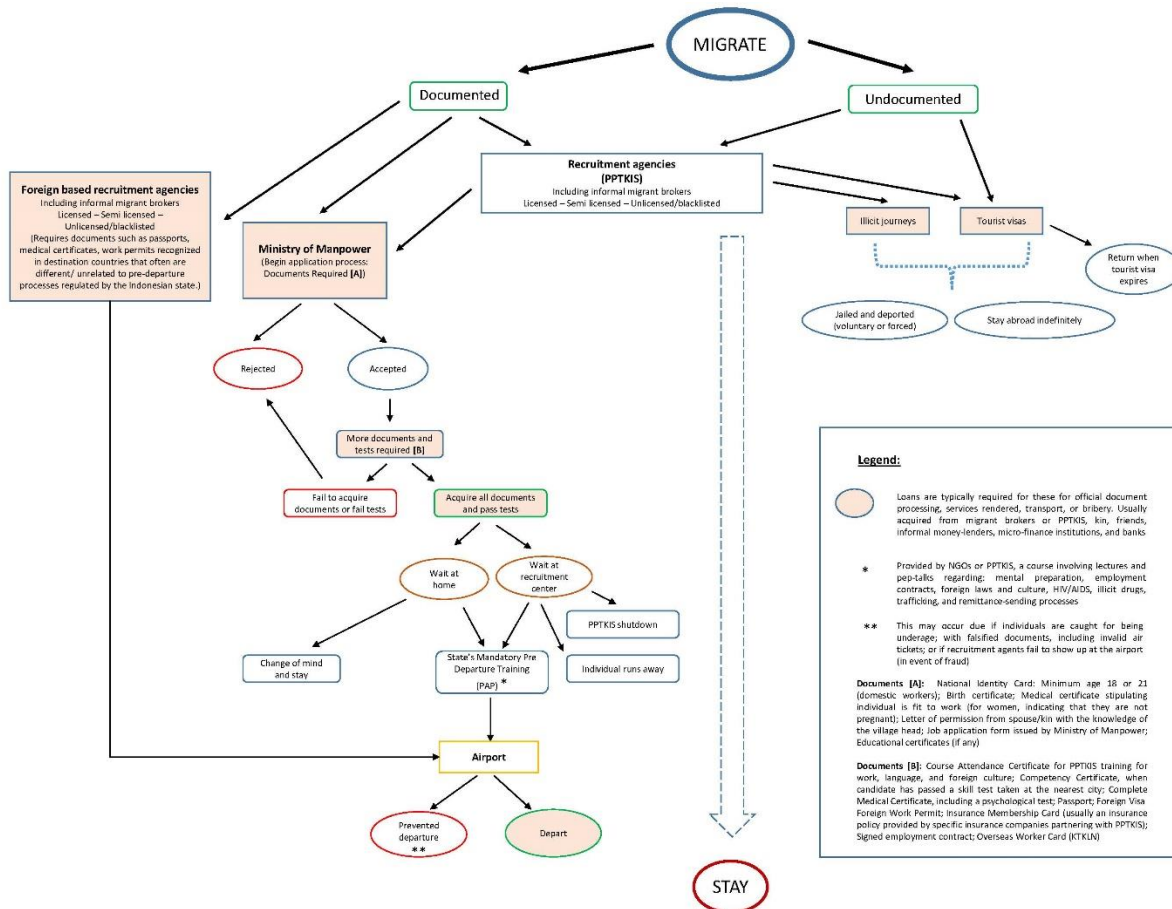 MIGRATE
Documented
Undocumented
Recruitment agencies
(PPTKIS)
Including informal migrant brokers
Licensed – Semi licensed – Unlicensed/blacklisted
Foreign based recruitment agencies
Including informal migrant brokers
Licensed – Semi licensed –
Unlicensed/blacklisted
(Requires documents such as passports,
medical certificates, work permits recognized
in destination countries that often are
different/ unrelated to pre-departure
processes regulated by the Indonesian state.)
Ministry of Manpower
(Begin application process:
Documents Required [A])
Illicit journeys
Tourist visas
Return when
tourist visa
expires
Jailed and deported
(voluntary or forced)
Stay abroad indefinitely
Rejected
Accepted
More documents and
tests required [B]
Fail to acquire
documents or fail tests
Acquire all documents
and pass tests
Wait at
home
Wait at
recruitment
center
PPTKIS shutdown
Change of mind
and stay
State's Mandatory Pre
Departure Training
(PAP) *
Individual runs away
Airport
Prevented
departure
**
Depart
STAY
Legend:
Loans are typically required for these for official document
processing, services rendered, transport, or bribery. Usually
acquired from migrant brokers or PPTKIS, kin, friends,
informal money-lenders, micro-finance institutions, and banks
* Provided by NGOs or PPTKIS, a course involving lectures and
pep-talks regarding: mental preparation, employment
contracts, foreign laws and culture, HIV/AIDS, illicit drugs,
trafficking, and remittance-sending processes
** This may occur due if individuals are caught for being
underage; with falsified documents, including invalid air
tickets; or if recruitment agents fail to show up at the airport
(in event of fraud)
Documents [A]: National Identity Card: Minimum age 18 or 21
(domestic workers); Birth certificate; Medical certificate stipulating
individual is fit to work (for women, indicating that they are not
pregnant); Letter of permission from spouse/kin with the knowledge of
the village head; Job application form issued by Ministry of Manpower;
Educational certificates (if any)
Documents [B]: Course Attendance Certificate for PPTKIS training for
work, language, and foreign culture; Competency Certificate, when
candidate has passed a skill test taken at the nearest city; Complete
Medical Certificate, including a psychological test; Passport; Foreign Visa
Foreign Work Permit; Insurance Membership Card (usually an insurance
policy provided by specific insurance companies partnering with PPTKIS);
Signed employment contract; Overseas Worker Card (KTKLN)